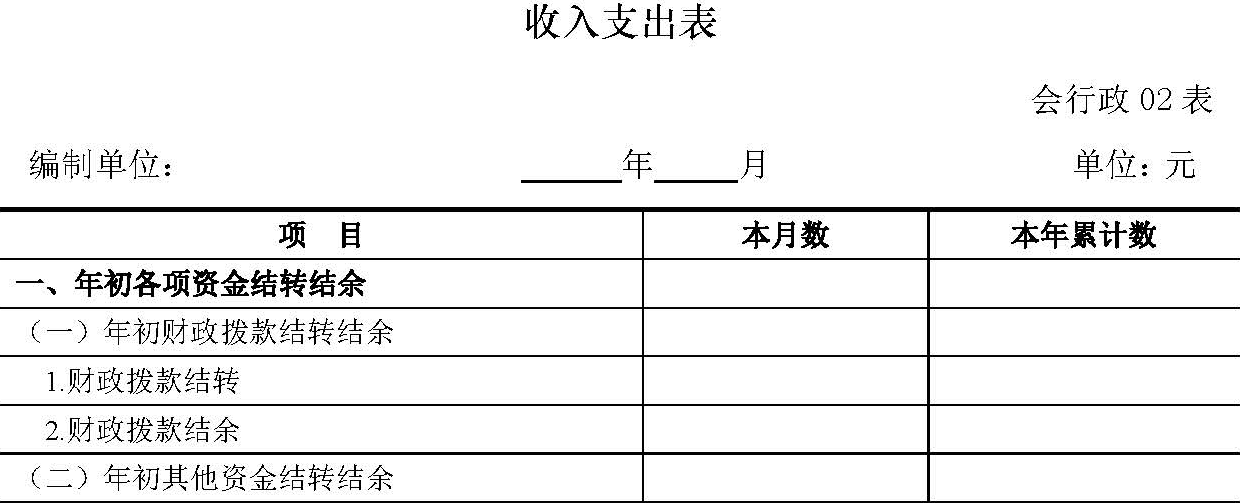 收入支出表
会行政 02 表
编制单位： ______年_____月 单位：元
项 目 本月数 本年累计数
一、年初各项资金结转结余
（一）年初财政拨款结转结余
1.财政拨款结转
2.财政拨款结余
（二）年初其他资金结转结余